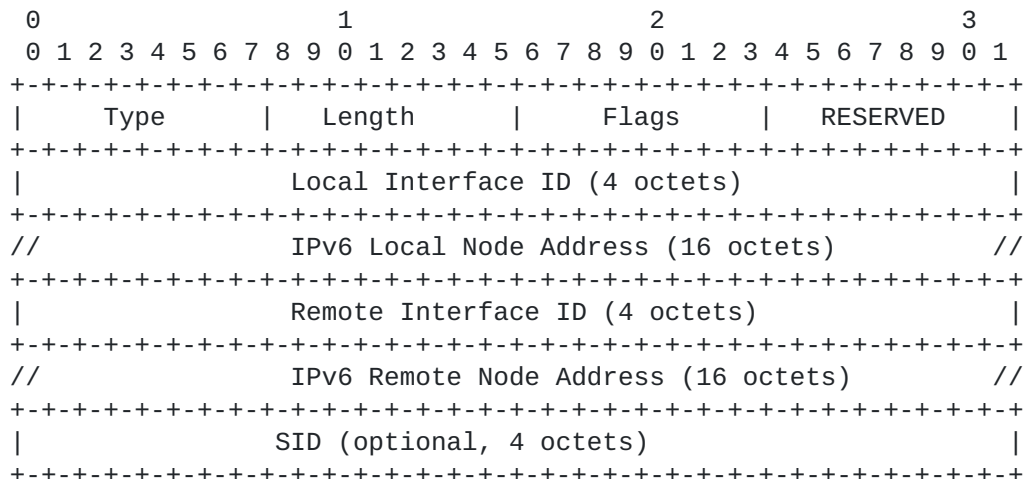 0                   1                   2                   3
 0 1 2 3 4 5 6 7 8 9 0 1 2 3 4 5 6 7 8 9 0 1 2 3 4 5 6 7 8 9 0 1
+-+-+-+-+-+-+-+-+-+-+-+-+-+-+-+-+-+-+-+-+-+-+-+-+-+-+-+-+-+-+-+-+
|     Type      |   Length      |     Flags     |   RESERVED    |
+-+-+-+-+-+-+-+-+-+-+-+-+-+-+-+-+-+-+-+-+-+-+-+-+-+-+-+-+-+-+-+-+
|                 Local Interface ID (4 octets)                 |
+-+-+-+-+-+-+-+-+-+-+-+-+-+-+-+-+-+-+-+-+-+-+-+-+-+-+-+-+-+-+-+-+
//                IPv6 Local Node Address (16 octets)          //
+-+-+-+-+-+-+-+-+-+-+-+-+-+-+-+-+-+-+-+-+-+-+-+-+-+-+-+-+-+-+-+-+
|                 Remote Interface ID (4 octets)                |
+-+-+-+-+-+-+-+-+-+-+-+-+-+-+-+-+-+-+-+-+-+-+-+-+-+-+-+-+-+-+-+-+
//                IPv6 Remote Node Address (16 octets)         //
+-+-+-+-+-+-+-+-+-+-+-+-+-+-+-+-+-+-+-+-+-+-+-+-+-+-+-+-+-+-+-+-+
|                SID (optional, 4 octets)                       |
+-+-+-+-+-+-+-+-+-+-+-+-+-+-+-+-+-+-+-+-+-+-+-+-+-+-+-+-+-+-+-+-+